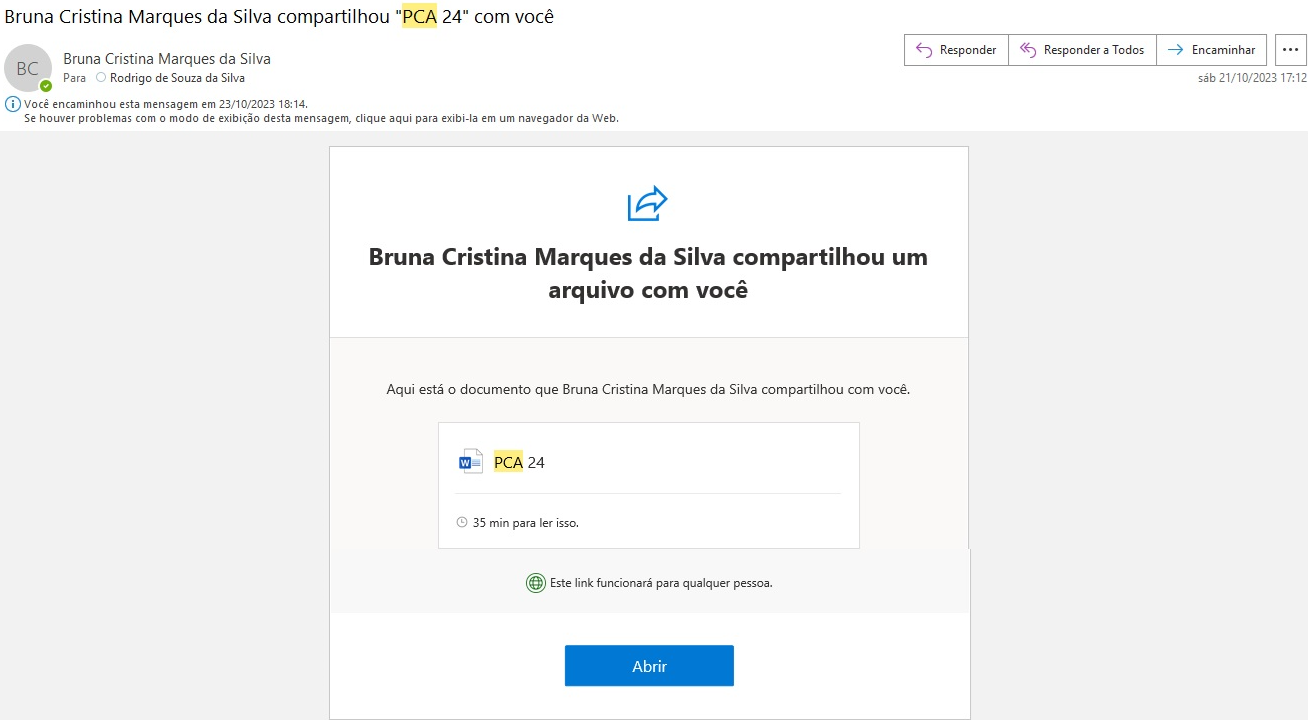 Bruna Cristina Marques da Silva compartilhou "PCA 24" com você
BC
Bruna Cristina Marques da Silva
Para Rodrigo de Souza da Silva
Responder
Responder a Todos
Encaminhar
sáb 21/10/2023 17:12
Você encaminhou esta mensagem em 23/10/2023 18:14.
Se houver problemas com o modo de exibição desta mensagem, clique aqui para exibi-la em um navegador da Web.
Bruna Cristina Marques da Silva compartilhou um
arquivo com você
Aqui está o documento que Bruna Cristina Marques da Silva compartilhou com você.
W
PCA 24
35 min para ler isso.
Este link funcionará para qualquer pessoa.
Abrir